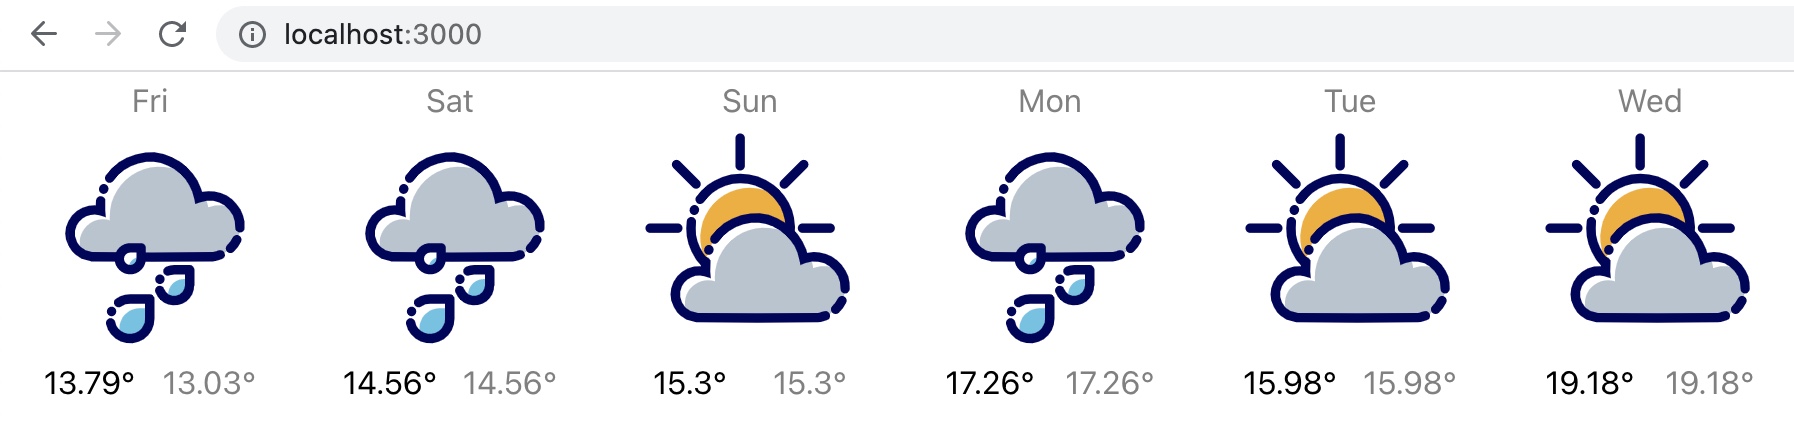 localhost:3000
Fri Sat Sun Mon Tue Wed
13.79° 13.03° 14.56° 14.56° 15.3° 15.3° 17.26° 17.26° 15.98° 15.98° 19.18° 19.18°